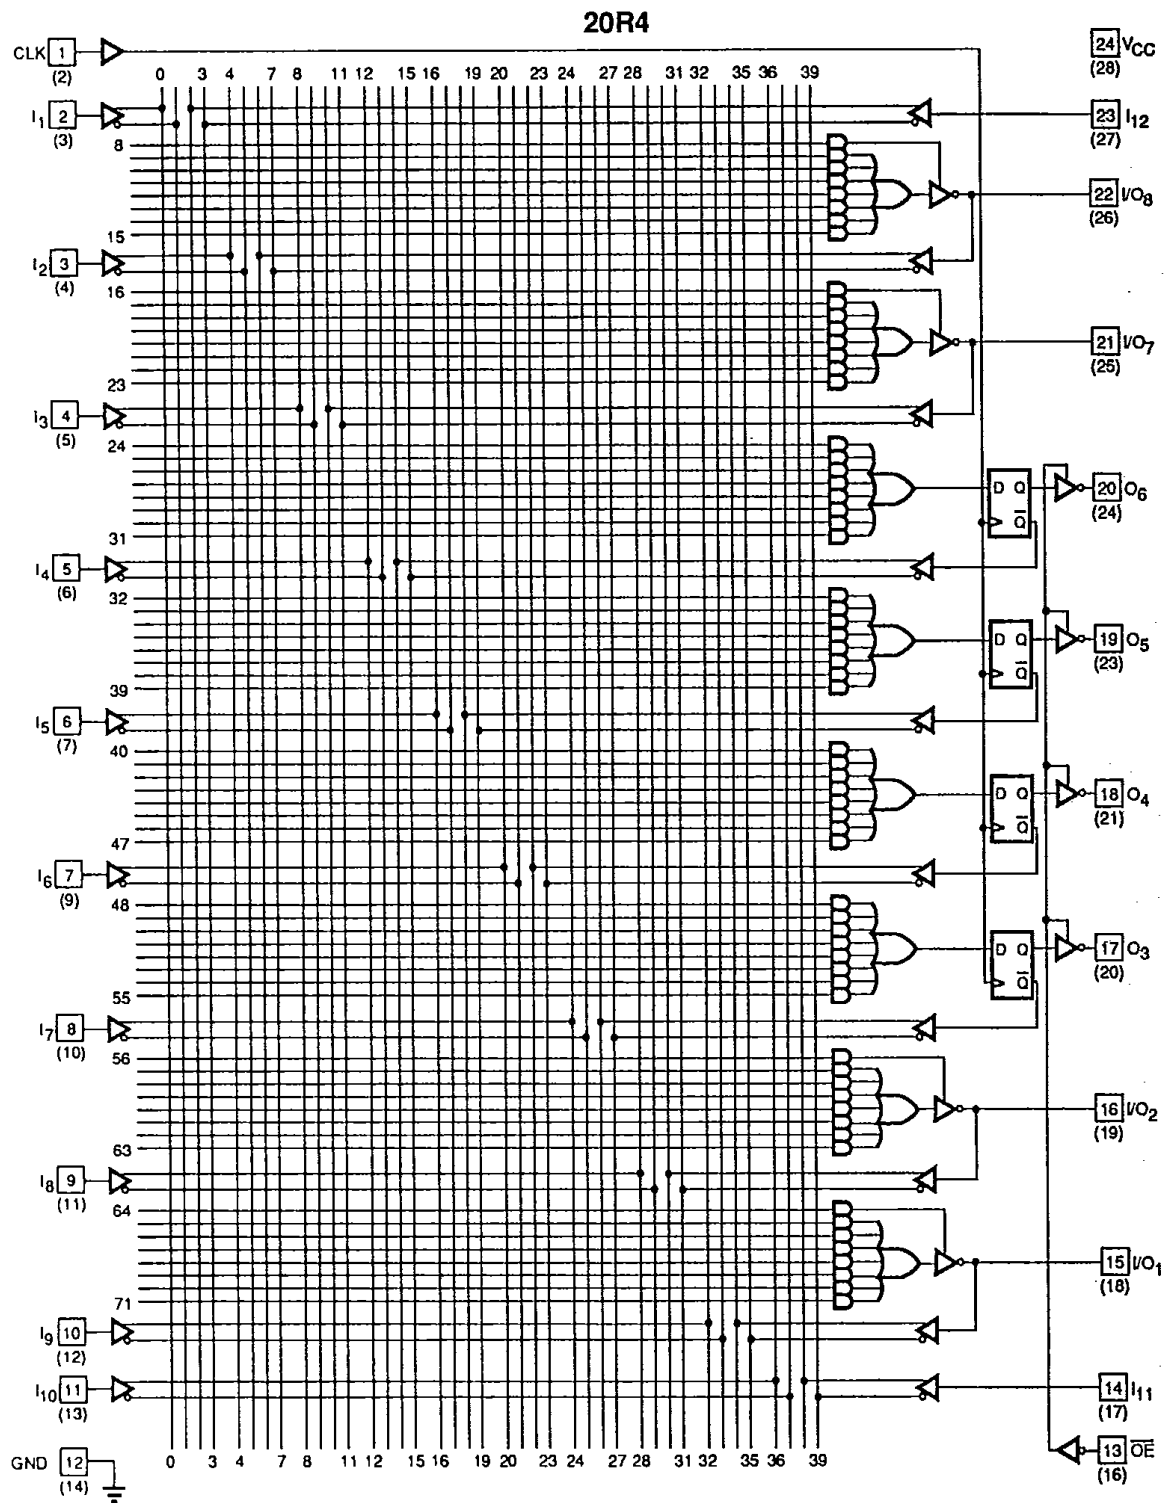 20R4
CLK 1
(2)
24 VCC
(28)
0 3 4 7 8 11 12 15 16 19 20 23 24 27 28 31 32 35 36 39
I1 2
(3)
23 I12
(27)
8
22 I/O8
(26)
15
I2 3
(4)
16
21 I/O7
(25)
23
I3 4
(5)
24
D Q
Q
20 O6
(24)
31
I4 5
(6)
32
D Q
Q
19 O5
(23)
39
I5 6
(7)
40
D Q
Q
18 O4
(21)
47
I6 7
(9)
48
D Q
Q
17 O3
(20)
55
I7 8
(10)
56
16 I/O2
(19)
63
I8 9
(11)
64
15 I/O1
(18)
71
I9 10
(12)
I10 11
(13)
14 I11
(17)
GND 12
(14)
0 3 4 7 8 11 12 15 16 19 20 23 24 27 28 31 32 35 36 39
13 OE
(16)